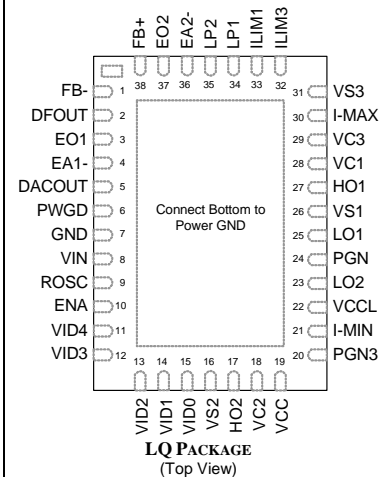 FB+ EO2 EA2- LP2 LP1 ILIM1 ILIM3
38 37 36 35 34 33 32
FB- 1 31 VS3
DFOUT 2 30 I-MAX
EO1 3 29 VC3
EA1- 4 28 VC1
DACOUT 5 27 HO1
PWGD 6 26 VS1
GND 7 25 LO1
VIN 8 24 PGN
ROSC 9 23 LO2
ENA 10 22 VCCL
VID4 11 21 I-MIN
VID3 12 20 PGN3
Connect Bottom to
Power GND
13 14 15 16 17 18 19
VID2 VID1 VID0 VS2 HO2 VC2 VCC
LQ PACKAGE
(Top View)